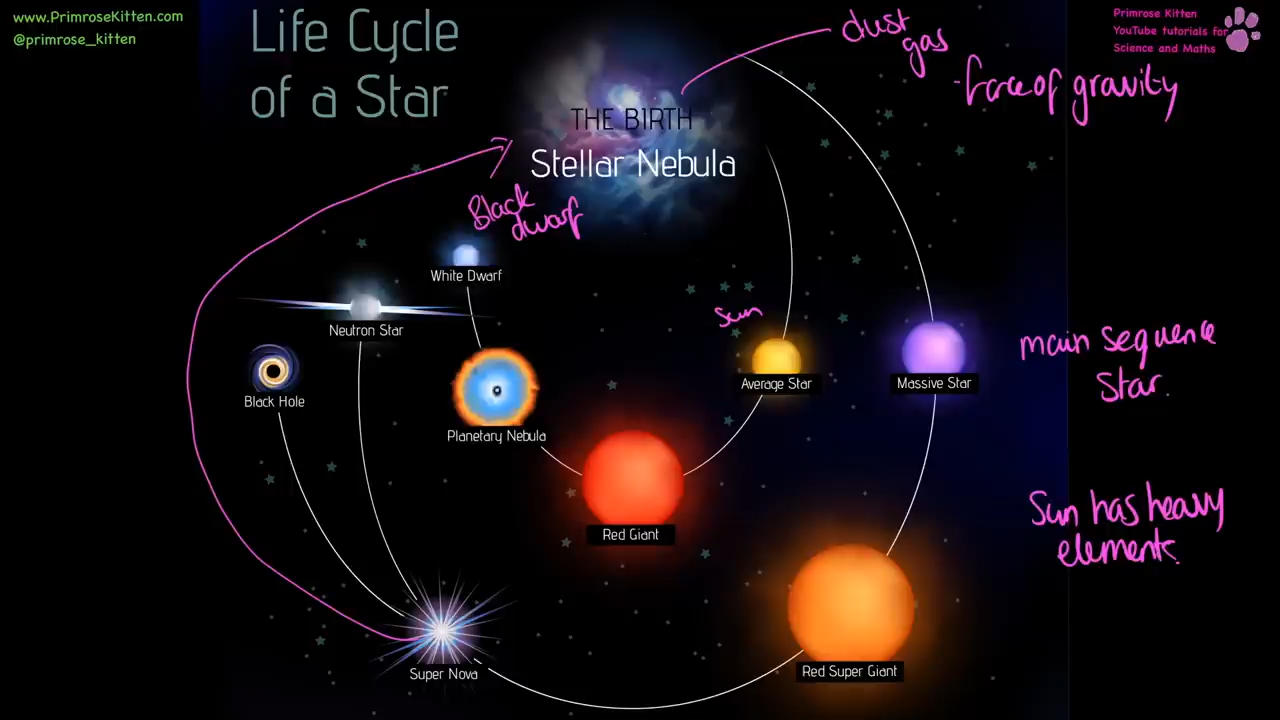 www.PrimroseKitten.com
@primrose_kitten
Life Cycle
of a Star
dust
gas
-force of gravity
Primrose Kitten
YouTube tutorials for
Science and Maths
THE BIRTH
Stellar Nebula
Black
dwarf
White Dwarf
Neutron Star
Black Hole
Planetary Nebula
Sun
Average Star
Massive Star
main sequence
Star.
Red Giant
Sun has heavy
elements.
Super Nova
Red Super Giant